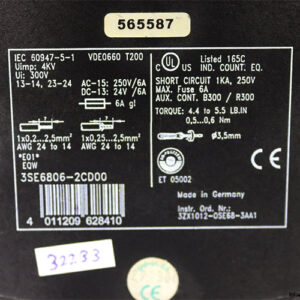 565587
IEC 60947-5-1 VDE0660 T200
Uimp: 4KV
Ui: 300V AC-15: 250V/6A
13-14, 23-24 DC-13: 24V/6A
6A gl
1x0,2...2,5mm²
AWG 24 to 14
1x0,25...2,5mm²
AWG 24 to 14
"E01"
EQW
3SE6806-2CD00
4 011209 628410
32233
UL Listed 165C
C US IND. CONT. EQ.
SHORT CIRCUIT 1KA, 250V
MAX. Fuse 6A
AUX. CONT. B300 / R300
TORQUE: 4.4 to 5.5 LB.IN
0,5...0,6 Nm
Ø3,5mm
ET 05002
CE
Made in Germany
Instr. Ord. Nr.:
3ZX1012-0SE68-3AA1